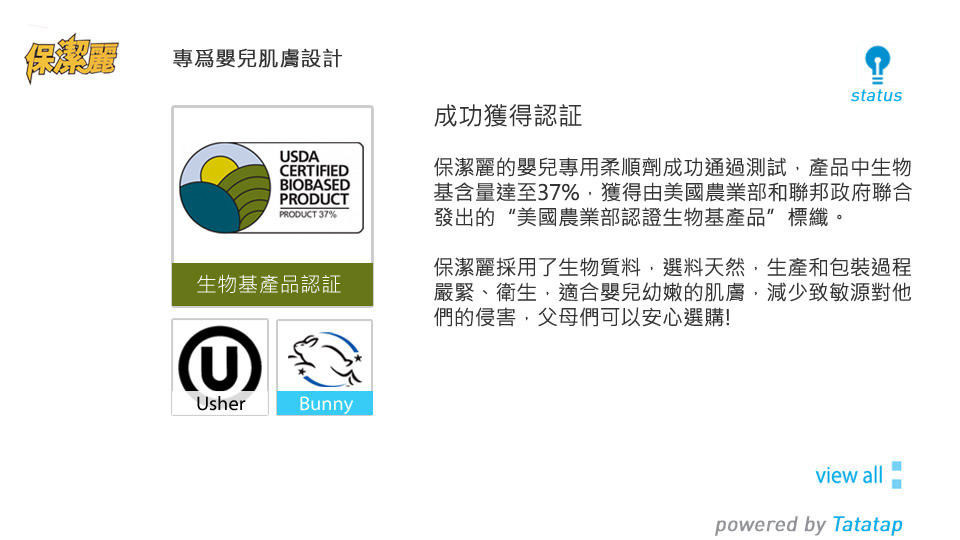 保潔麗
專爲嬰兒肌膚設計
status
USDA
CERTIFIED
BIOBASED
PRODUCT
PRODUCT 37%
生物基產品認証
U
Usher
Bunny
成功獲得認証
保潔麗的嬰兒專用柔順劑成功通過測試，產品中生物
基含量達至37%，獲得由美國農業部和聯邦政府聯合
發出的“美國農業部認證生物基產品”標纖。
保潔麗採用了生物質料，選料天然，生產和包裝過程
嚴緊、衛生，適合嬰兒幼嫩的肌膚，減少致敏源對他
們的侵害，父母們可以安心選購!
view all
powered by Tatatap